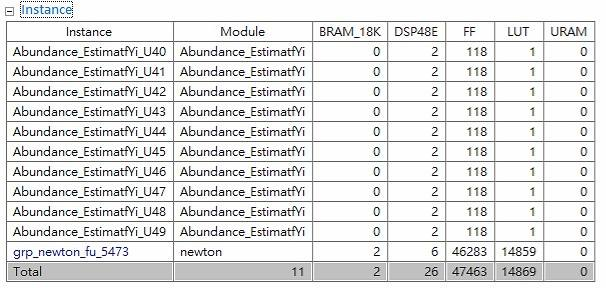 Instance
Instance Module BRAM_18K DSP48E FF LUT URAM
Abundance_EstimatfYi_U40 Abundance_EstimatfYi 0 2 118 1 0
Abundance_EstimatfYi_U41 Abundance_EstimatfYi 0 2 118 1 0
Abundance_EstimatfYi_U42 Abundance_EstimatfYi 0 2 118 1 0
Abundance_EstimatfYi_U43 Abundance_EstimatfYi 0 2 118 1 0
Abundance_EstimatfYi_U44 Abundance_EstimatfYi 0 2 118 1 0
Abundance_EstimatfYi_U45 Abundance_EstimatfYi 0 2 118 1 0
Abundance_EstimatfYi_U46 Abundance_EstimatfYi 0 2 118 1 0
Abundance_EstimatfYi_U47 Abundance_EstimatfYi 0 2 118 1 0
Abundance_EstimatfYi_U48 Abundance_EstimatfYi 0 2 118 1 0
Abundance_EstimatfYi_U49 Abundance_EstimatfYi 0 2 118 1 0
grp_newton_fu_5473 newton 2 6 46283 14859 0
Total 11 2 26 47463 14869 0